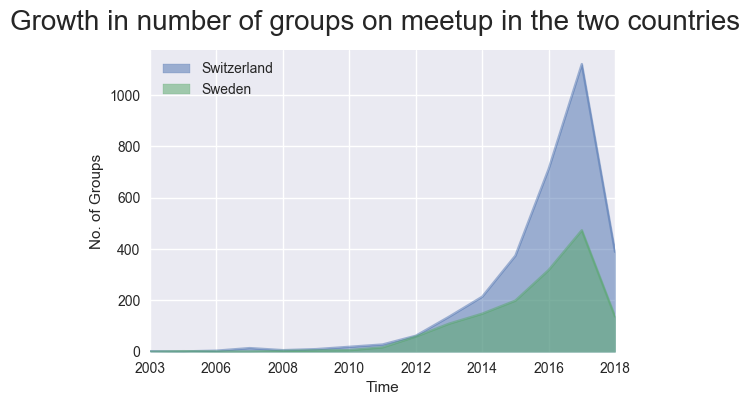 Growth in number of groups on meetup in the two countries
Switzerland
Sweden
1000
800
600
400
200
0
No. of Groups
2003 2006 2008 2010 2012 2014 2016 2018
Time